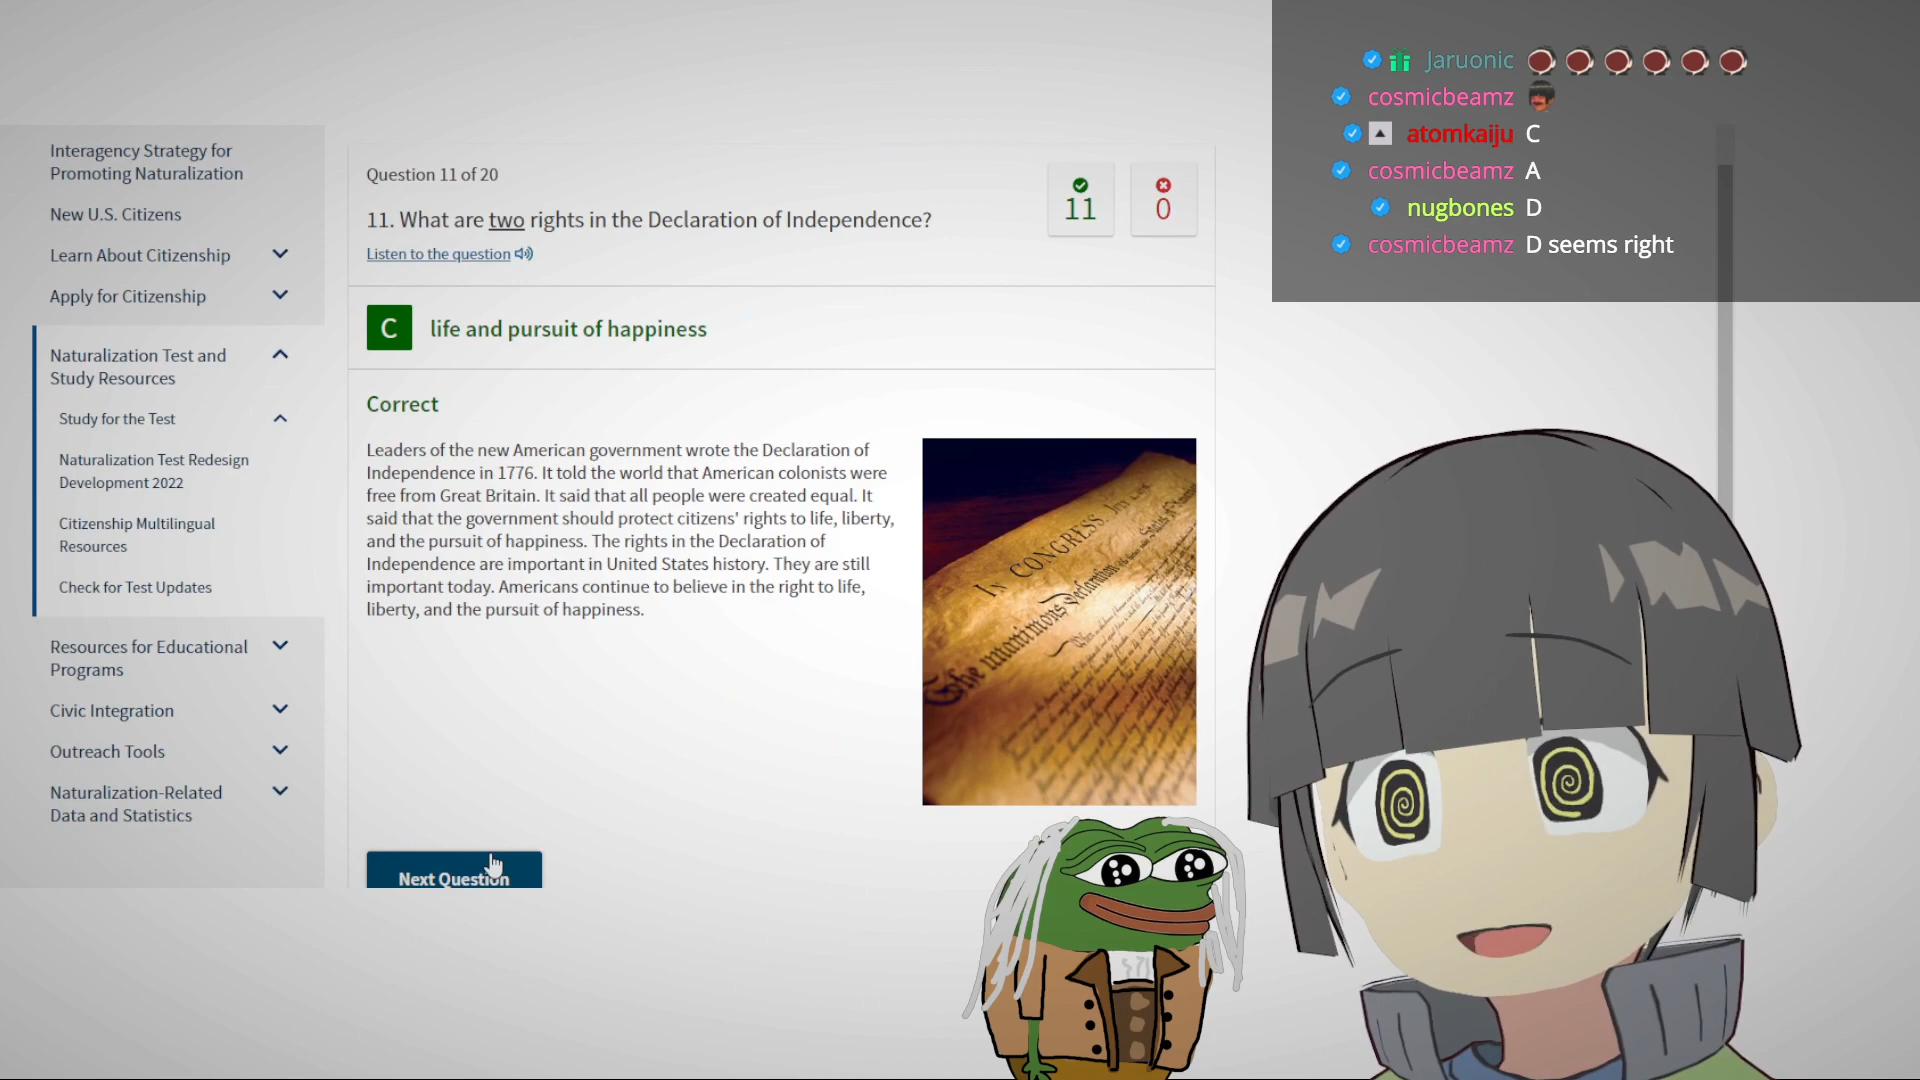 Interagency Strategy for
Promoting Naturalization
New U.S. Citizens
Learn About Citizenship
Apply for Citizenship
Naturalization Test and
Study Resources
Study for the Test
Naturalization Test Redesign
Development 2022
Citizenship Multilingual
Resources
Check for Test Updates
Resources for Educational
Programs
Civic Integration
Outreach Tools
Naturalization-Related
Data and Statistics
Question 11 of 20
11
0
11. What are two rights in the Declaration of Independence?
Listen to the question
C life and pursuit of happiness
Correct
Leaders of the new American government wrote the Declaration of
Independence in 1776. It told the world that American colonists were
free from Great Britain. It said that all people were created equal. It
said that the government should protect citizens' rights to life, liberty,
and the pursuit of happiness. The rights in the Declaration of
Independence are important in United States history. They are still
important today. Americans continue to believe in the right to life,
liberty, and the pursuit of happiness.
In CONGRESS, July
The unanimous Declaration
States of
Next Question
Jaruonic
cosmicbeamz
atomkaiju C
cosmicbeamz A
nugbones D
cosmicbeamz D seems right